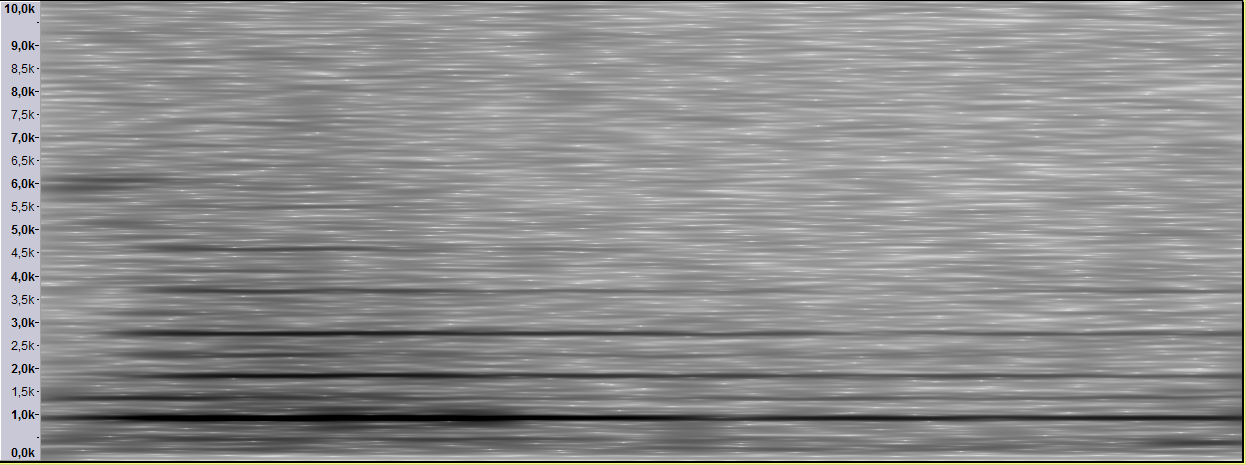 10,0k
9,0k-
8,5k-
8,0k-
7,5k-
7,0k-
6,5k-
6,0k-
5,5k-
5,0k-
4,5k-
4,0k-
3,5k-
3,0k-
2,5k-
2,0k-
1,5k-
1,0k-
0,0k